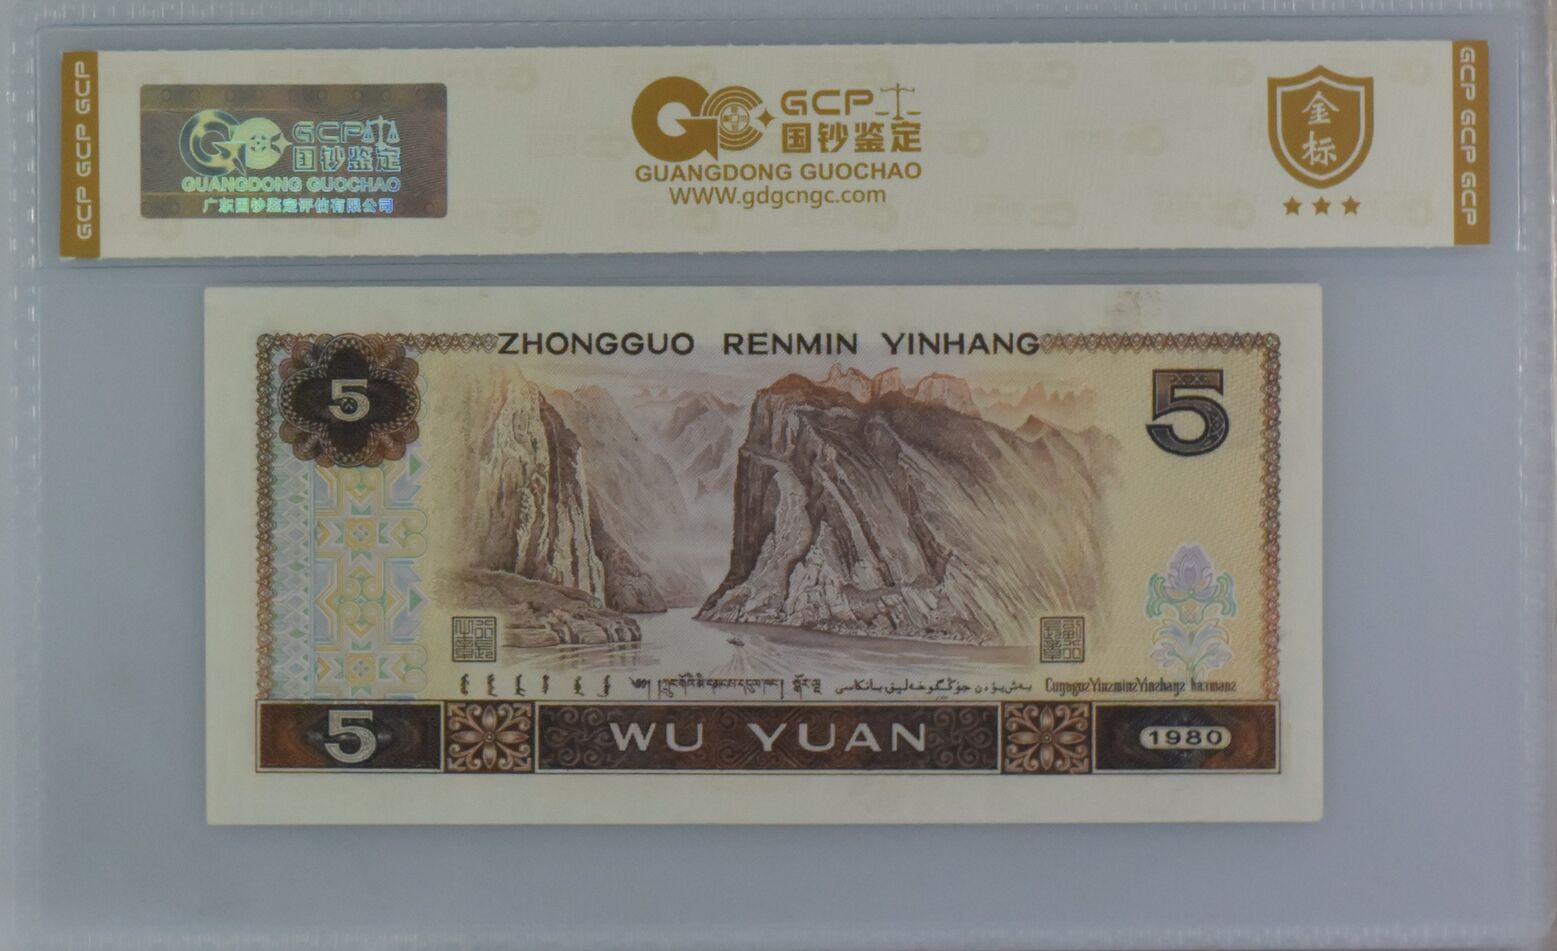 GCP GCP GCP
GCP
国钞鉴定
GUANGDONG GUOCHAO
广东国钞鉴定评估有限公司
GCP
国钞鉴定
GUANGDONG GUOCHAO
WWW.gdgcngc.com
金
标
GCP GCP GCP
ZHONGGUO RENMIN YINHANG
5
5
5
WU YUAN
1980